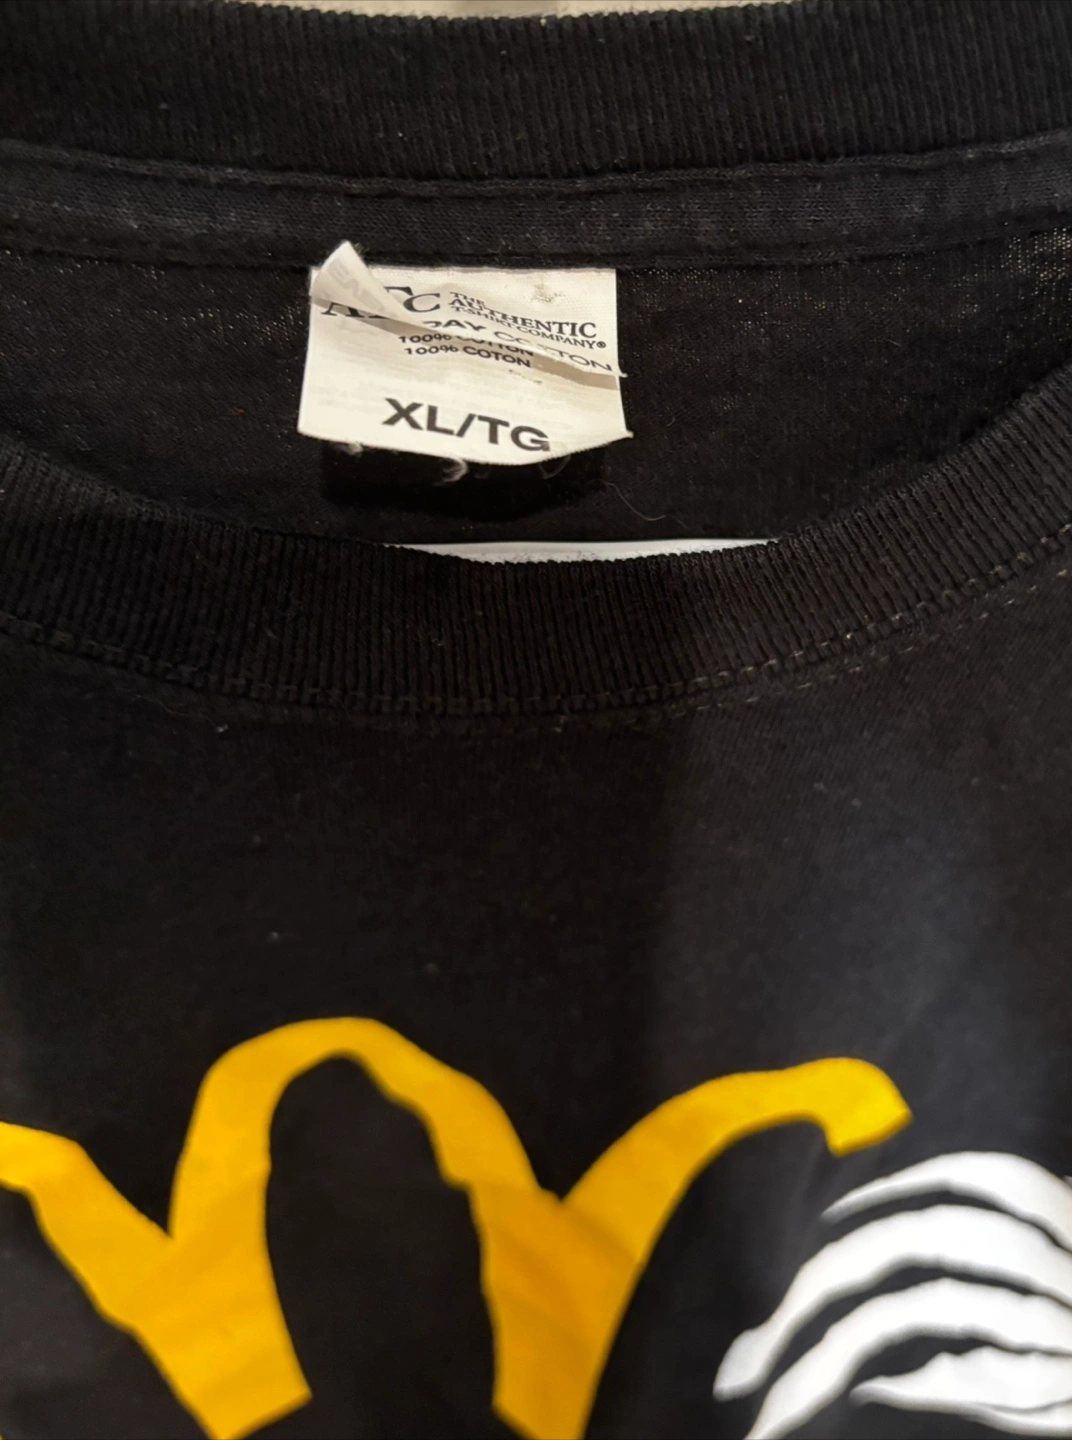 THE
AUTHENTIC
T-SHIRT COMPANY®
100% COTTON
100% COTON
XL/TG